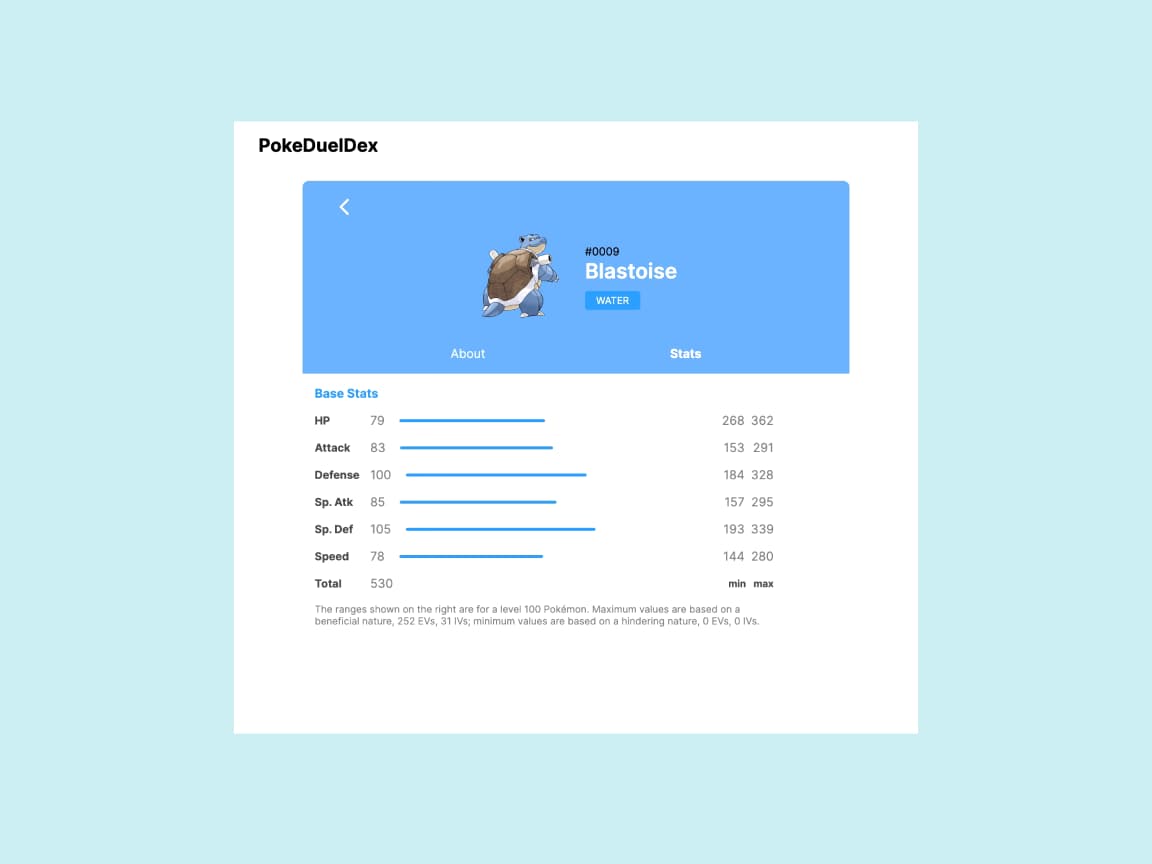 PokeDuelDex
#0009
Blastoise
WATER
About Stats
Base Stats
HP 79 268 362
Attack 83 153 291
Defense 100 184 328
Sp. Atk 85 157 295
Sp. Def 105 193 339
Speed 78 144 280
Total 530 min max
The ranges shown on the right are for a level 100 Pokémon. Maximum values are based on a
beneficial nature, 252 EVs, 31 IVs; minimum values are based on a hindering nature, 0 EVs, 0 IVs.